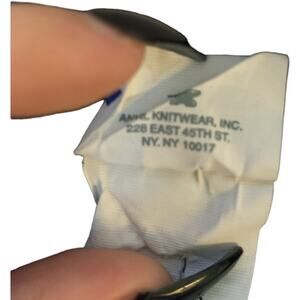 KNITWEAR, INC.
228 EAST 45TH ST.
NY. NY 10017